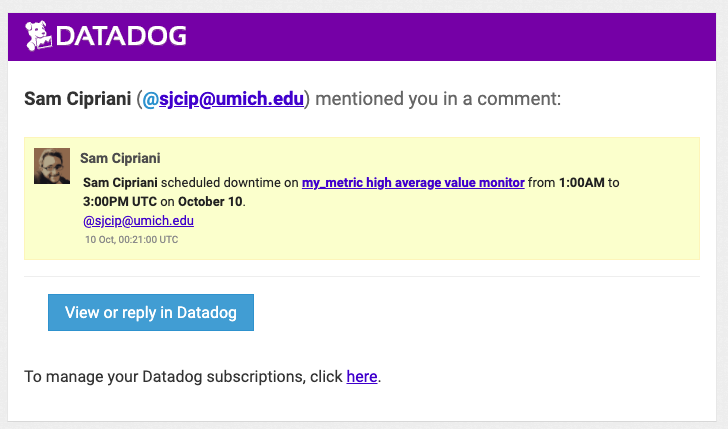 DATADOG
Sam Cipriani (@sjcip@umich.edu) mentioned you in a comment:
Sam Cipriani
Sam Cipriani scheduled downtime on my_metric high average value monitor from 1:00AM to
3:00PM UTC on October 10.
@sjcip@umich.edu
10 Oct, 00:21:00 UTC
View or reply in Datadog
To manage your Datadog subscriptions, click here.